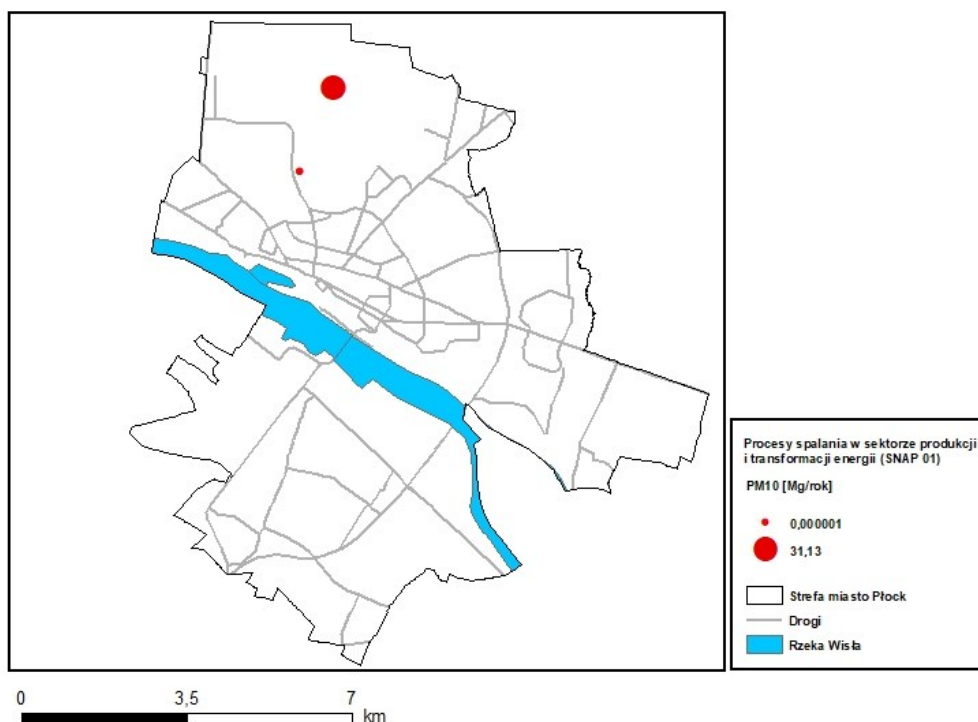 Procesy spalania w sektorze produkcji
i transformacji energii (SNAP 01)
PM10 [Mg/rok]
0,000001
31,13
Strefa miasto Płock
Drogi
Rzeka Wisła
0 3,5 7
km